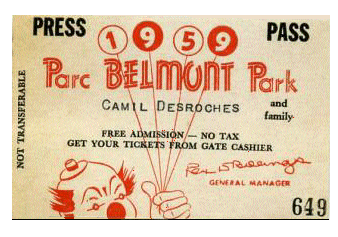 PRESS 1959 PASS
Parc BELMONT Park
CAMIL DESROCHES and family
FREE ADMISSION — NO TAX
GET YOUR TICKETS FROM GATE CASHIER
GENERAL MANAGER
649
NOT TRANSFERABLE